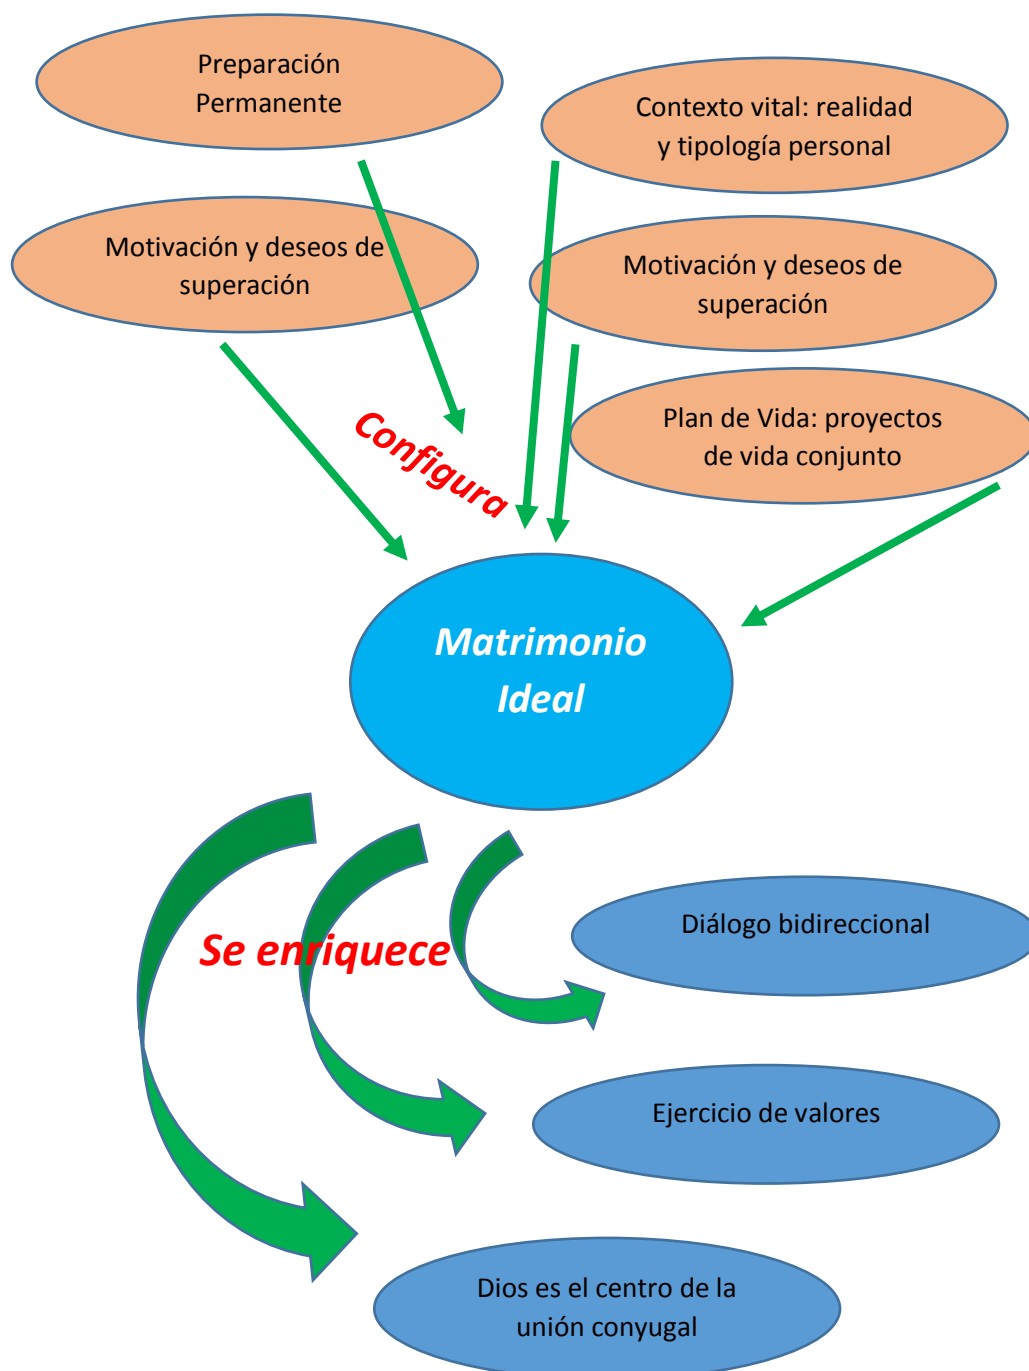 Preparación
Permanente
Contexto vital: realidad
y tipología personal
Motivación y deseos de
superación
Motivación y deseos de
superación
Plan de Vida: proyectos
de vida conjunto
Configura
Matrimonio
Ideal
Se enriquece
Diálogo bidireccional
Ejercicio de valores
Dios es el centro de la
unión conyugal